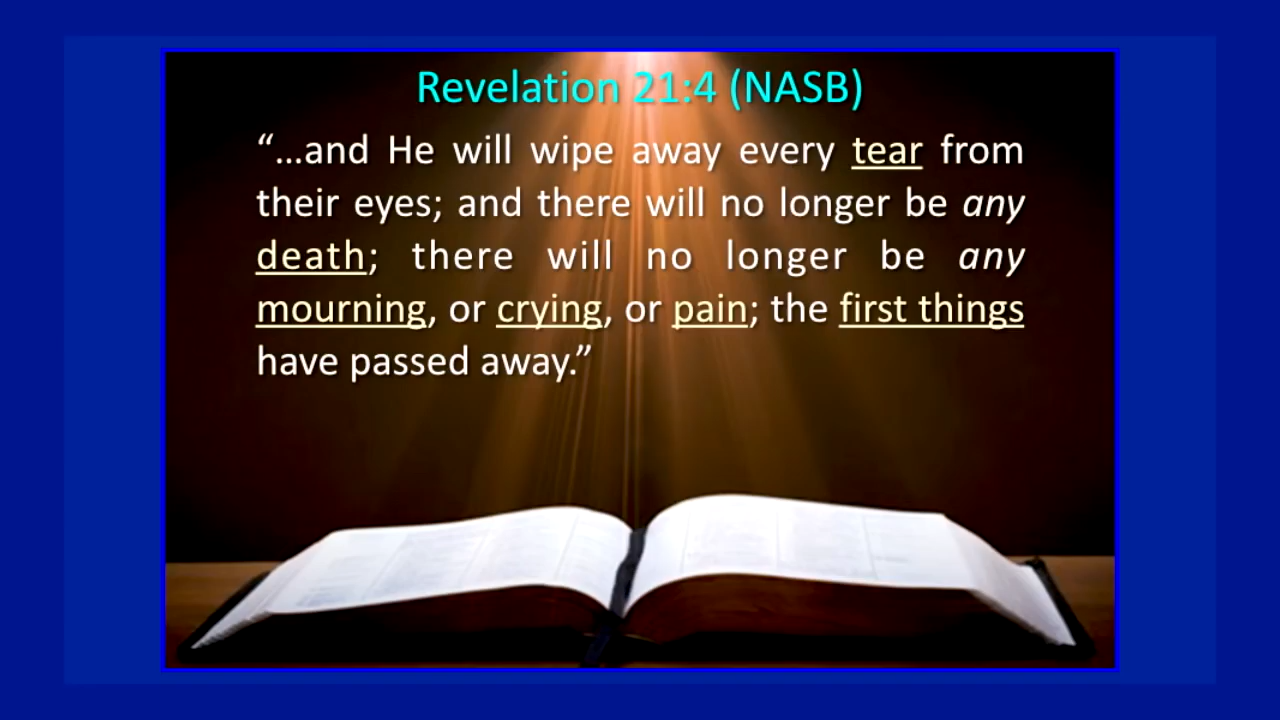 Revelation 21:4 (NASB)
“…and He will wipe away every tear from
their eyes; and there will no longer be any
death; there will no longer be any
mourning, or crying, or pain; the first things
have passed away.”